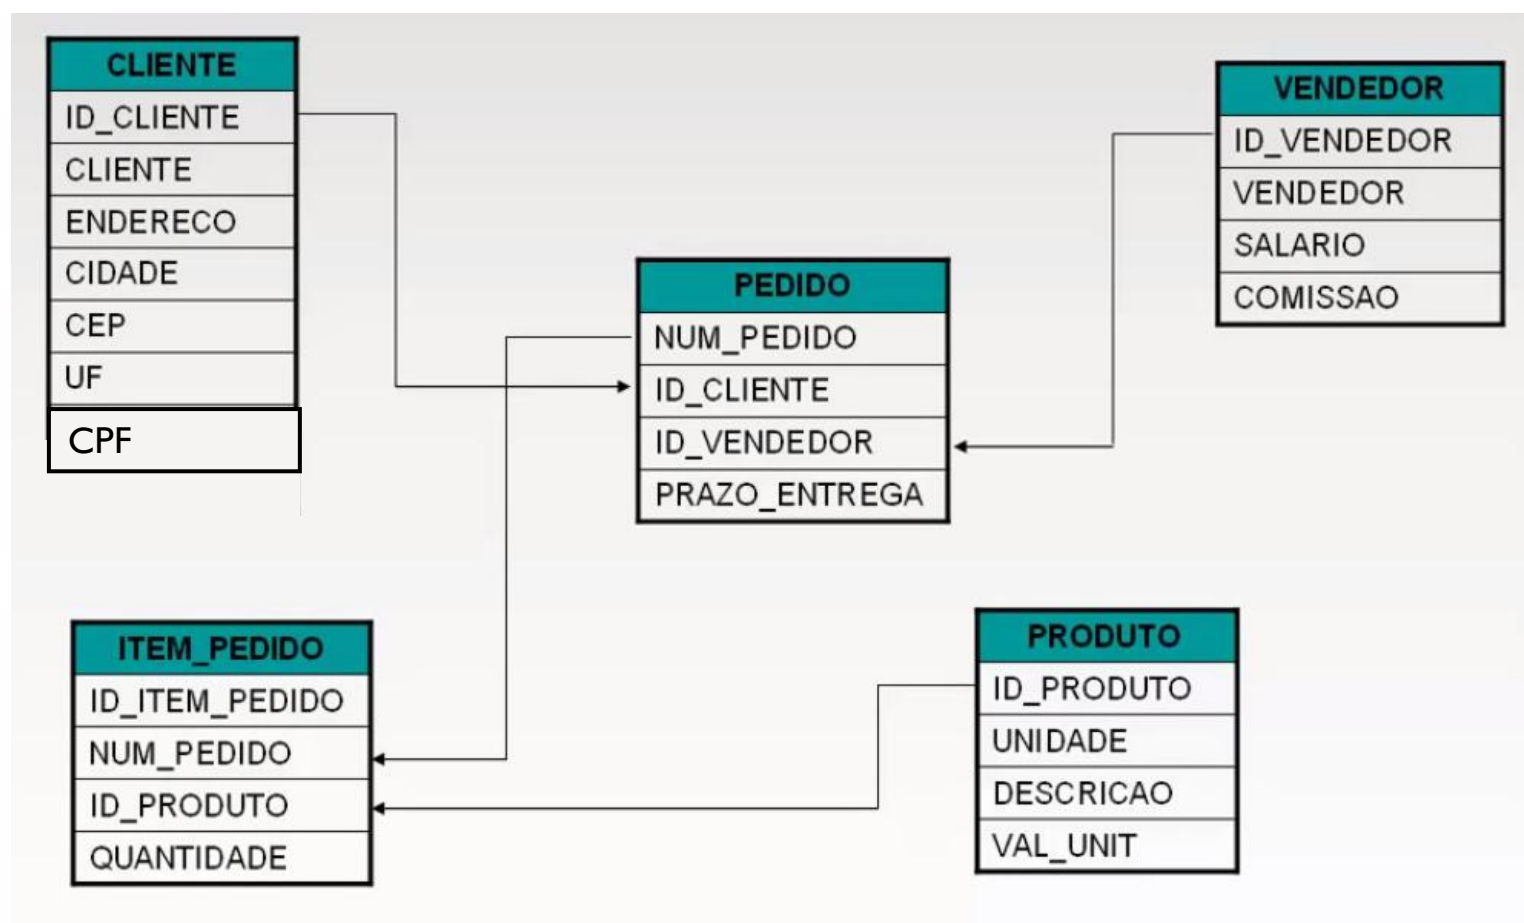 CLIENTE
ID_CLIENTE
CLIENTE
ENDERECO
CIDADE
CEP
UF
CPF
VENDEDOR
ID_VENDEDOR
VENDEDOR
SALARIO
COMISSAO
PEDIDO
NUM_PEDIDO
ID_CLIENTE
ID_VENDEDOR
PRAZO_ENTREGA
ITEM_PEDIDO
ID_ITEM_PEDIDO
NUM_PEDIDO
ID_PRODUTO
QUANTIDADE
PRODUTO
ID_PRODUTO
UNIDADE
DESCRICAO
VAL_UNIT